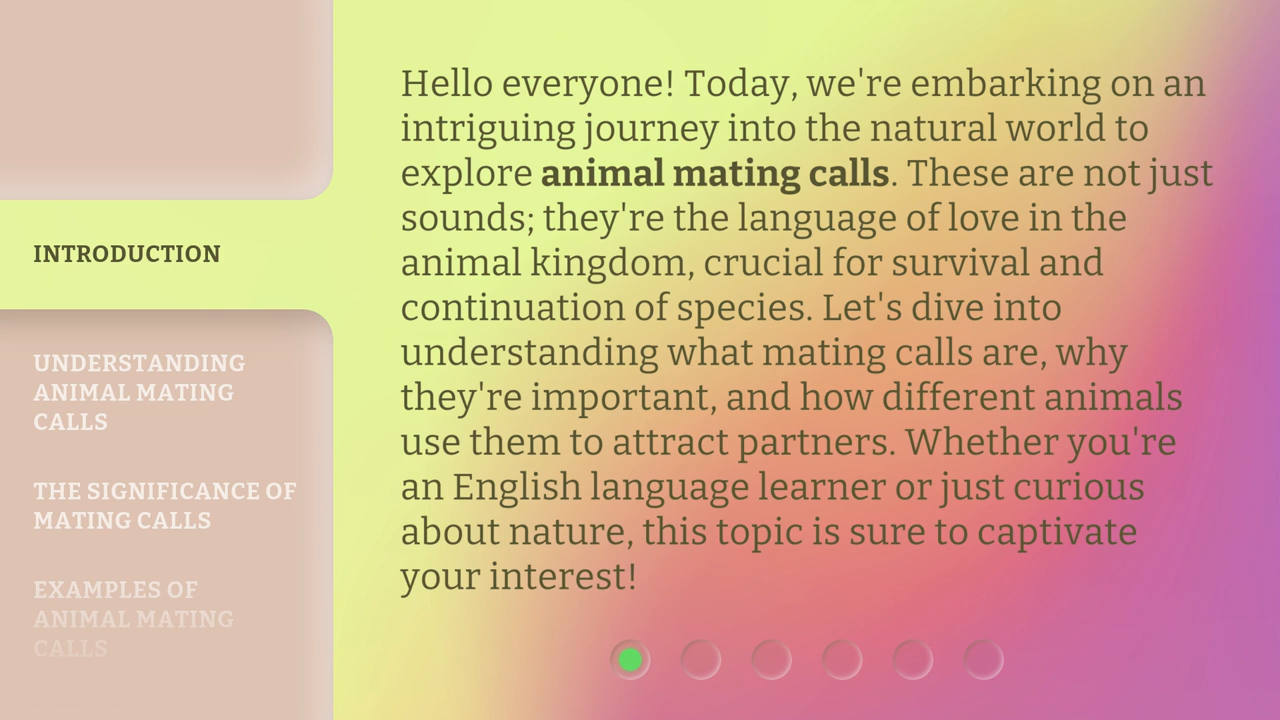 INTRODUCTION
UNDERSTANDING
ANIMAL MATING
CALLS
THE SIGNIFICANCE OF
MATING CALLS
EXAMPLES OF
ANIMAL MATING
CALLS
Hello everyone! Today, we're embarking on an
intriguing journey into the natural world to
explore animal mating calls. These are not just
sounds; they're the language of love in the
animal kingdom, crucial for survival and
continuation of species. Let's dive into
understanding what mating calls are, why
they're important, and how different animals
use them to attract partners. Whether you're
an English language learner or just curious
about nature, this topic is sure to captivate
your interest!